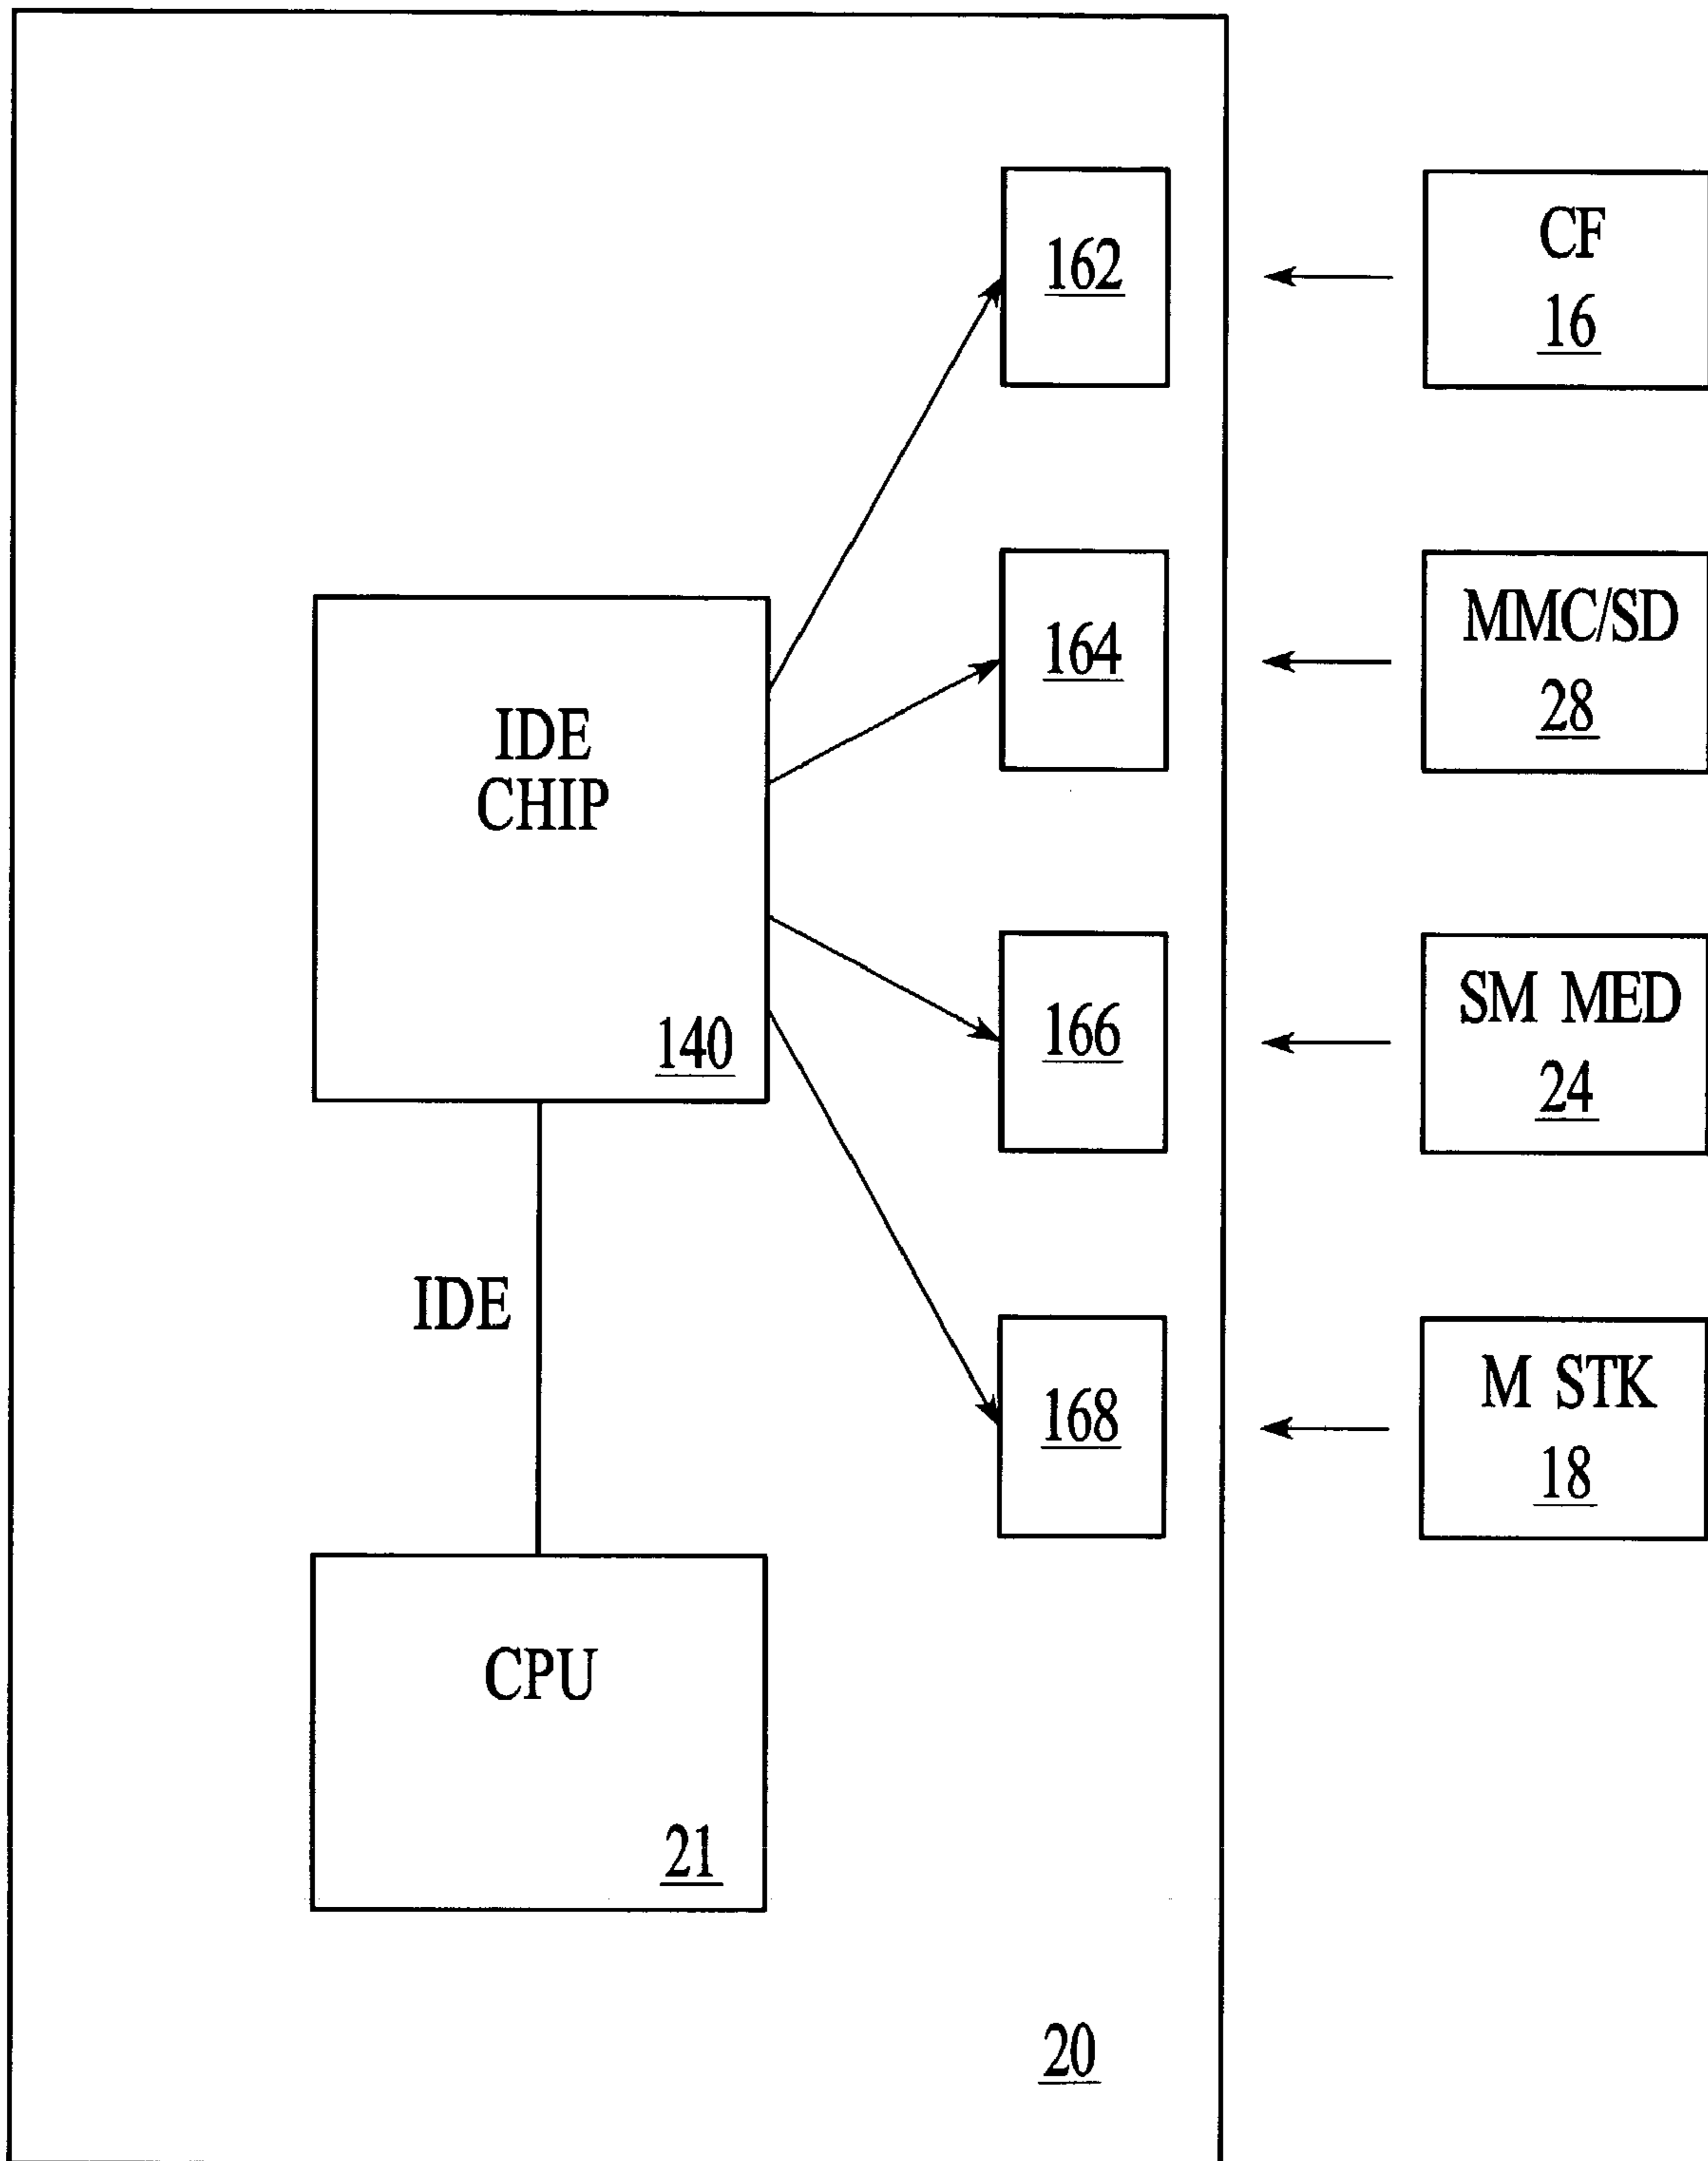 162
CF
16
164
MMC/SD
28
IDE
CHIP
140
166
SM MED
24
IDE
168
M STK
18
CPU
21
20